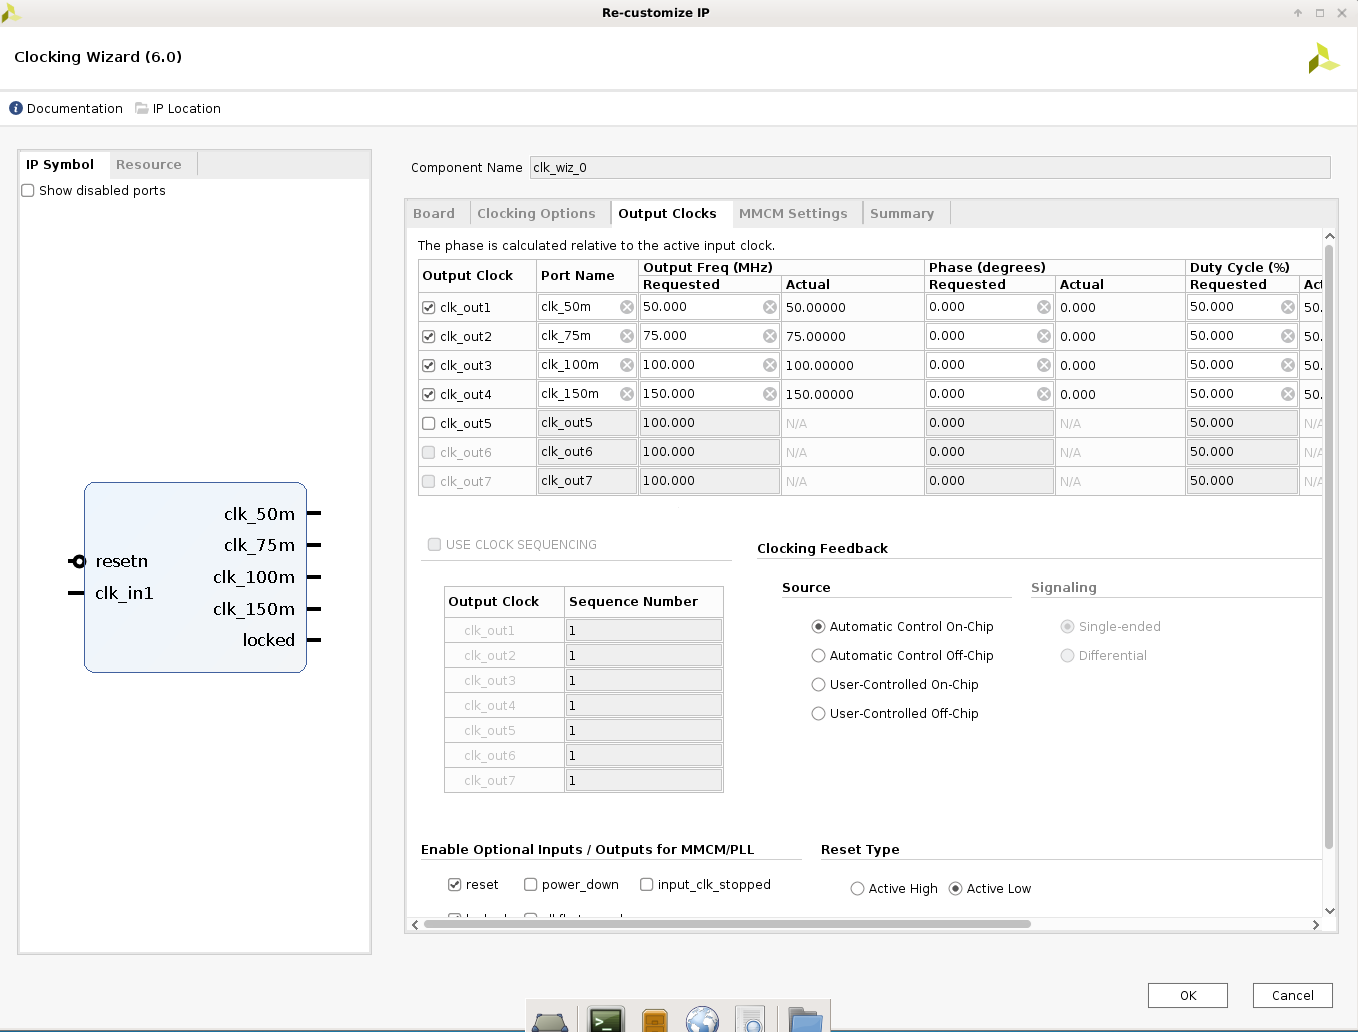 Re-customize IP
Clocking Wizard (6.0)
Documentation IP Location
IP Symbol Resource
Show disabled ports
clk_50m
clk_75m
resetn
clk_100m
clk_in1
clk_150m
locked
Component Name clk_wiz_0
Board Clocking Options Output Clocks MMCM Settings Summary
The phase is calculated relative to the active input clock.
Output Clock Port Name Output Freq (MHz) Phase (degrees) Duty Cycle (%)
Requested Actual Requested Actual Requested
clk_out1 clk_50m 50.000 50.00000 0.000 0.000 50.000 50.
clk_out2 clk_75m 75.000 75.00000 0.000 0.000 50.000 50.
clk_out3 clk_100m 100.000 100.00000 0.000 0.000 50.000 50.
clk_out4 clk_150m 150.000 150.00000 0.000 0.000 50.000 50.
clk_out5 clk_out5 100.000 N/A 0.000 N/A 50.000 N/A
clk_out6 clk_out6 100.000 N/A 0.000 N/A 50.000 N/A
clk_out7 clk_out7 100.000 N/A 0.000 N/A 50.000 N/A
USE CLOCK SEQUENCING
Output Clock Sequence Number
clk_out1 1
clk_out2 1
clk_out3 1
clk_out4 1
clk_out5 1
clk_out6 1
clk_out7 1
Clocking Feedback
Source Signaling
Automatic Control On-Chip Single-ended
Automatic Control Off-Chip Differential
User-Controlled On-Chip
User-Controlled Off-Chip
Enable Optional Inputs / Outputs for MMCM/PLL Reset Type
reset power_down input_clk_stopped Active High Active Low
OK Cancel